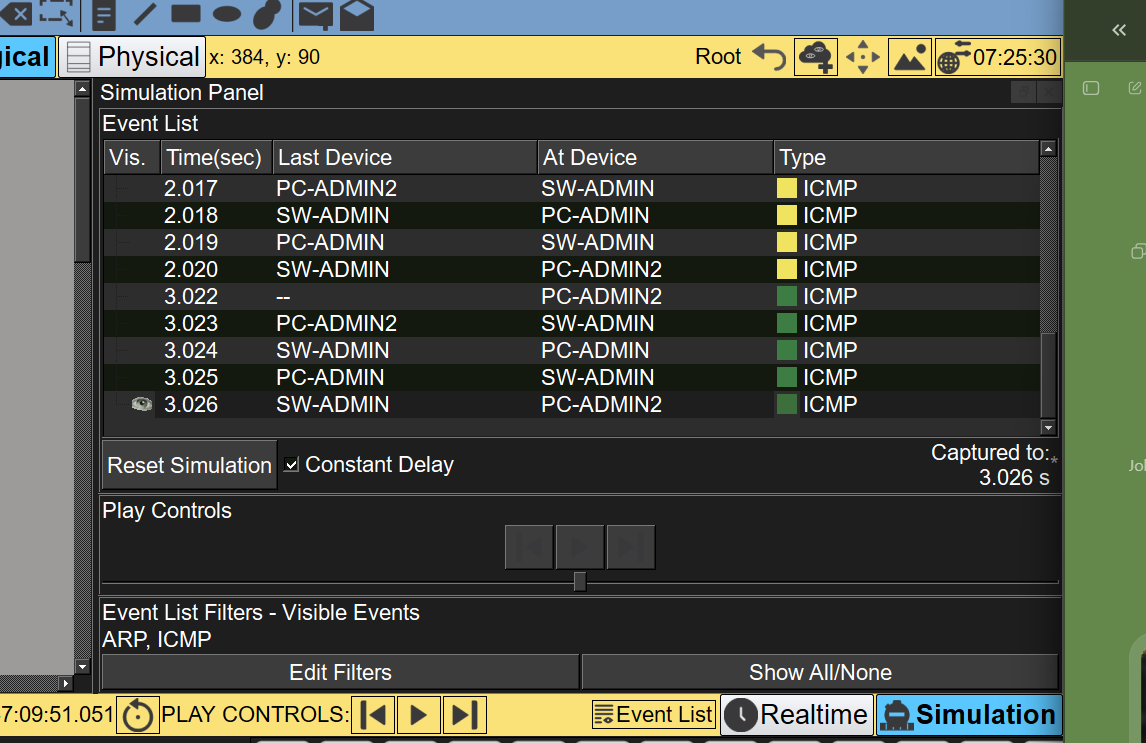 ical Physical x: 384, y: 90 Root 07:25:30
Simulation Panel
Event List
Vis. Time(sec) Last Device At Device Type
2.017 PC-ADMIN2 SW-ADMIN ICMP
2.018 SW-ADMIN PC-ADMIN ICMP
2.019 PC-ADMIN SW-ADMIN ICMP
2.020 SW-ADMIN PC-ADMIN2 ICMP
3.022 -- PC-ADMIN2 ICMP
3.023 PC-ADMIN2 SW-ADMIN ICMP
3.024 SW-ADMIN PC-ADMIN ICMP
3.025 PC-ADMIN SW-ADMIN ICMP
3.026 SW-ADMIN PC-ADMIN2 ICMP
Reset Simulation Constant Delay Captured to:*
3.026 s
Play Controls
Event List Filters - Visible Events
ARP, ICMP
Edit Filters Show All/None
7:09:51.051 PLAY CONTROLS: Event List Realtime Simulation